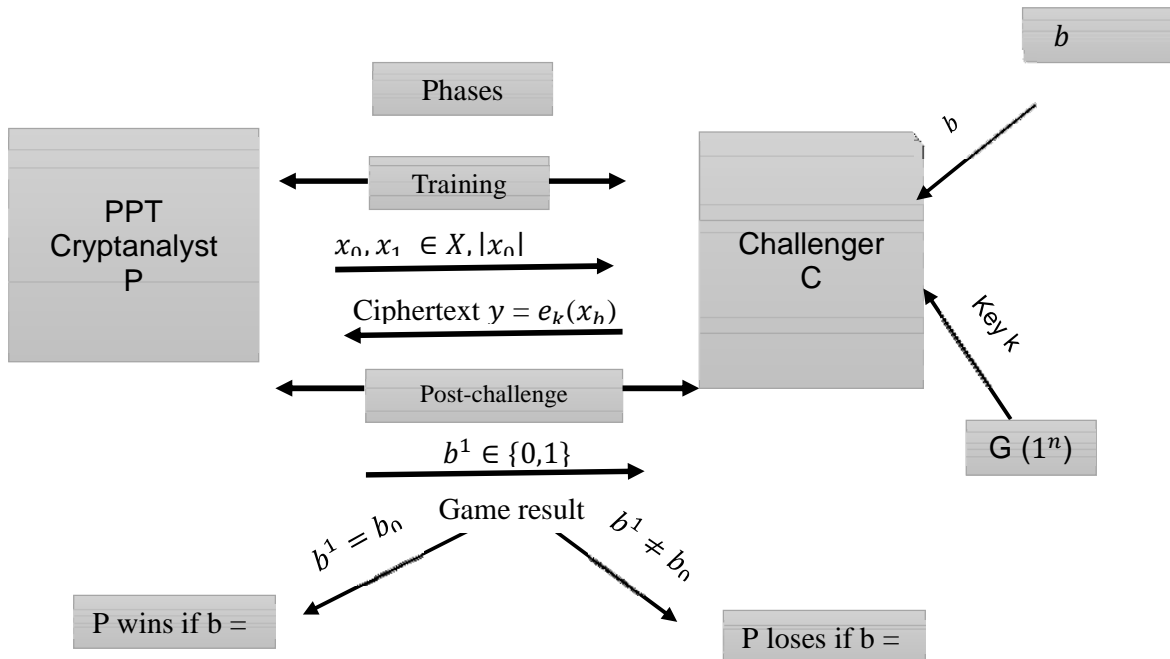 b
Phases
b
Training
PPT
Cryptanalyst
P
x₀, x₁ ∈ X, |x₀|
Challenger
C
Ciphertext y = eₖ(x_b)
Key k
Post-challenge
b¹ ∈ {0,1}
G (1ⁿ)
Game result
b¹ = b₀
b¹ ≠ b₀
P wins if b =
P loses if b =